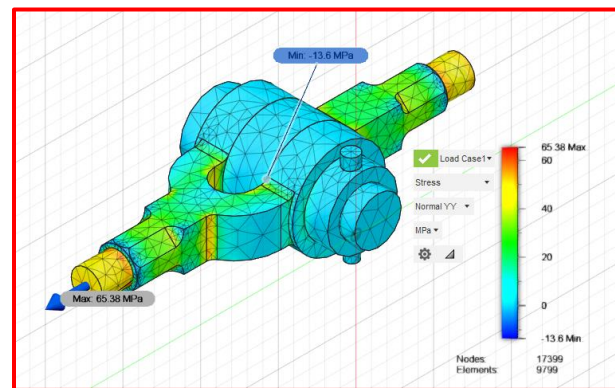 Min: -13.6 MPa
Load Case1
Stress
Normal YY
MPa
65.38 Max
60
40
20
0
-13.6 Min
Max: 65.38 MPa
Nodes: 17399
Elements: 9799